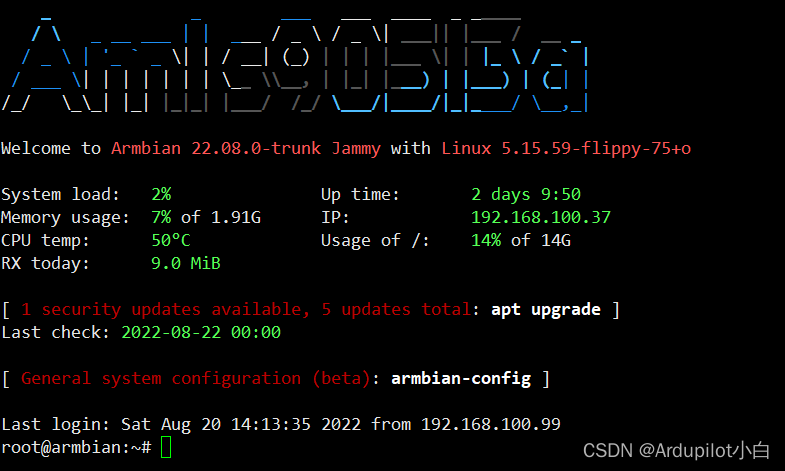 Aml s905l3a
Welcome to Armbian 22.08.0-trunk Jammy with Linux 5.15.59-flippy-75+o
System load: 2% Up time: 2 days 9:50
Memory usage: 7% of 1.91G IP: 192.168.100.37
CPU temp: 50°C Usage of /: 14% of 14G
RX today: 9.0 MiB
[ 1 security updates available, 5 updates total: apt upgrade ]
Last check: 2022-08-22 00:00
[ General system configuration (beta): armbian-config ]
Last login: Sat Aug 20 14:13:35 2022 from 192.168.100.99
root@armbian:~#
CSDN @Ardupilot小白